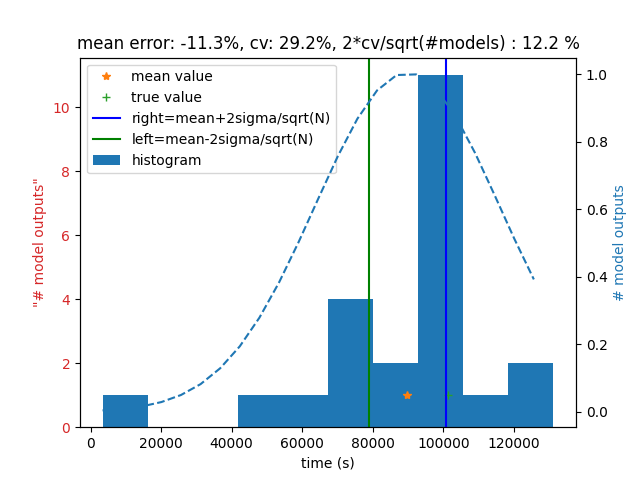 mean error: -11.3%, cv: 29.2%, 2*cv/sqrt(#models) : 12.2 %
mean value
true value
right=mean+2sigma/sqrt(N)
left=mean-2sigma/sqrt(N)
histogram
"# model outputs"
10
8
6
4
2
0
1.0
0.8
0.6
0.4
0.2
0.0
# model outputs
0
20000
40000
60000
80000
100000
120000
time (s)